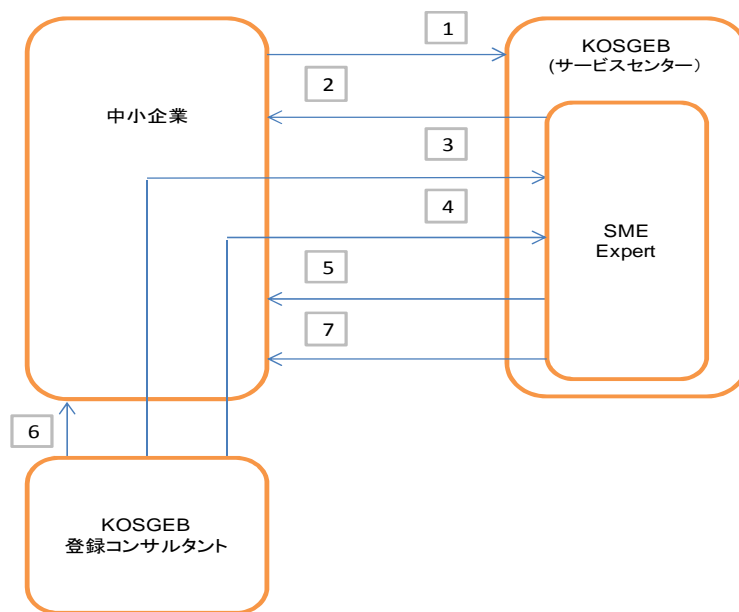 1
KOSGEB
(サービスセンター)
2
中小企業
3
4
SME
Expert
5
7
6
KOSGEB
登録コンサルタント